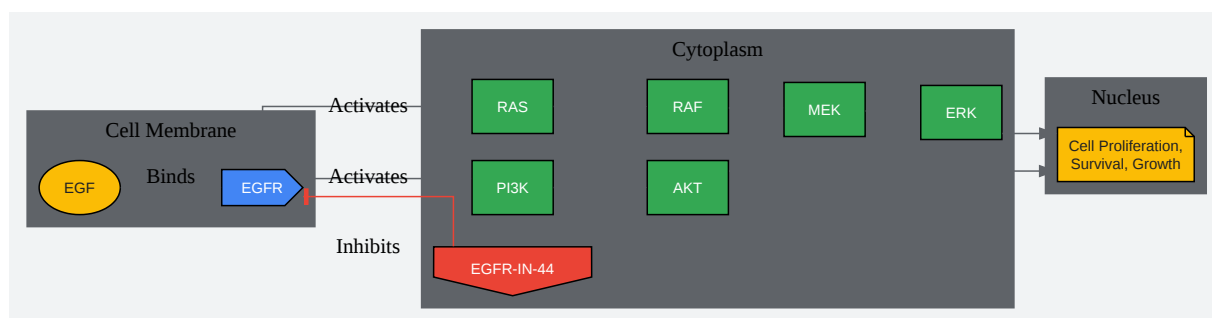 Cell Membrane
EGF
Binds
EGFR
Activates
Activates
Inhibits
Cytoplasm
RAS
RAF
MEK
ERK
PI3K
AKT
EGFR-IN-44
Nucleus
Cell Proliferation,
Survival, Growth